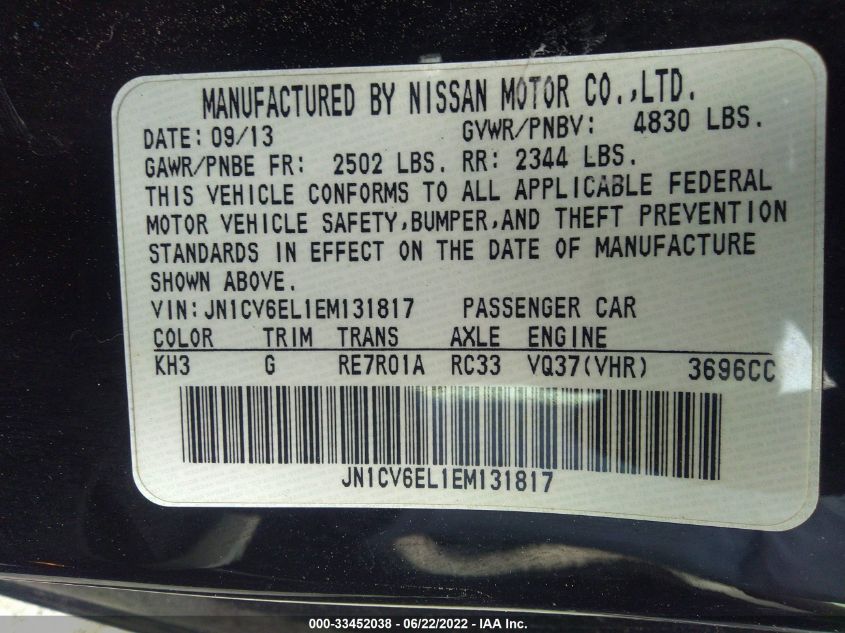 MANUFACTURED BY NISSAN MOTOR CO.,LTD.
DATE: 09/13 GVWR/PNBV: 4830 LBS.
GAWR/PNBE FR: 2502 LBS. RR: 2344 LBS.
THIS VEHICLE CONFORMS TO ALL APPLICABLE FEDERAL
MOTOR VEHICLE SAFETY,BUMPER,AND THEFT PREVENTION
STANDARDS IN EFFECT ON THE DATE OF MANUFACTURE
SHOWN ABOVE.
VIN:JN1CV6EL1EM131817 PASSENGER CAR
COLOR TRIM TRANS AXLE ENGINE
KH3 G RE7R01A RC33 VQ37(VHR) 3696CC
JN1CV6EL1EM131817
000-33452038 - 06/22/2022 - IAA Inc.